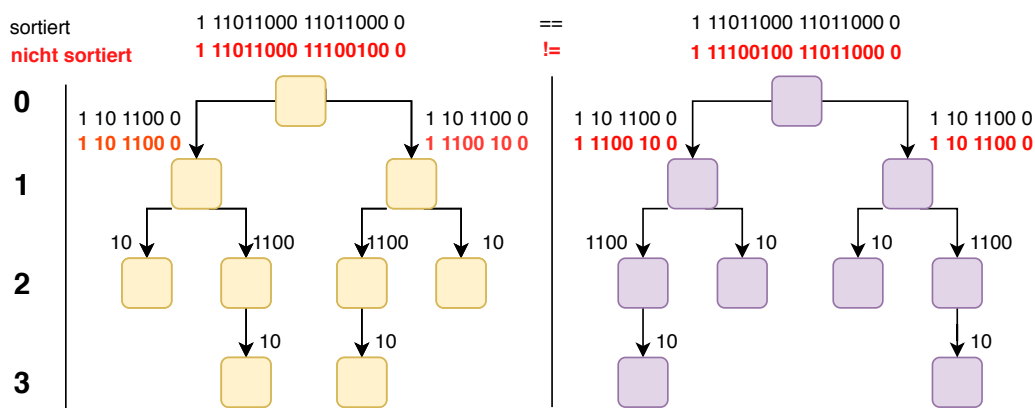 sortiert 1 11011000 11011000 0 == 1 11011000 11011000 0
nicht sortiert 1 11011000 11100100 0 != 1 11100100 11011000 0
0
1 10 1100 0 1 10 1100 0 1 10 1100 0 1 10 1100 0
1 10 1100 0 1 1100 10 0 1 1100 10 0 1 10 1100 0
1
10 1100 1100 10 1100 10 10 1100
2
10 10 10 10
3